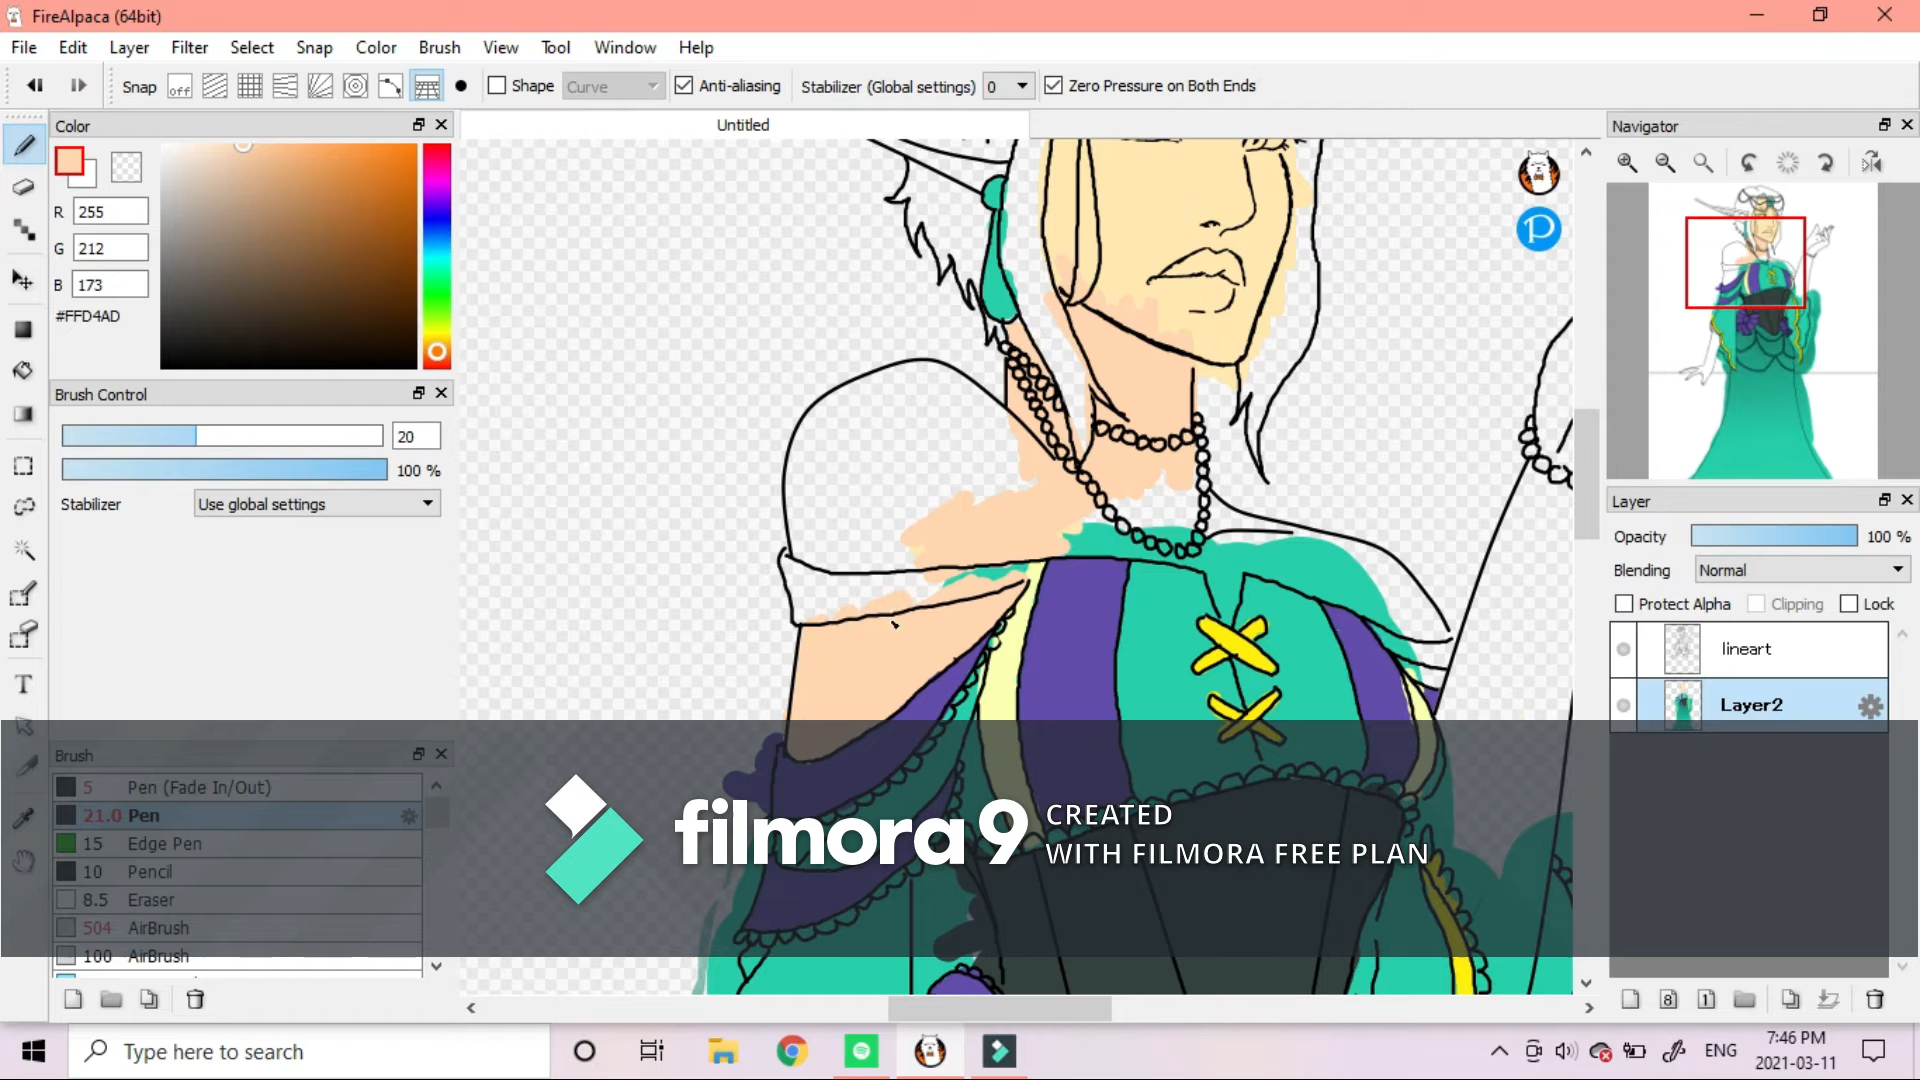 FireAlpaca (64bit)
File Edit Layer Filter Select Snap Color Brush View Tool Window Help
Snap off Shape Curve Anti-aliasing Stabilizer (Global settings) 0 Zero Pressure on Both Ends
Color
Untitled
Navigator
R 255
G 212
B 173
#FFD4AD
P
Brush Control
20
100 %
Stabilizer Use global settings
Layer
Opacity 100 %
Blending Normal
Protect Alpha Clipping Lock
lineart
Layer2
T
Brush
5 Pen (Fade In/Out)
21.0 Pen
15 Edge Pen
10 Pencil
8.5 Eraser
504 AirBrush
100 AirBrush
filmora9 CREATED
WITH FILMORA FREE PLAN
8 1
Type here to search
ENG
7:46 PM
2021-03-11